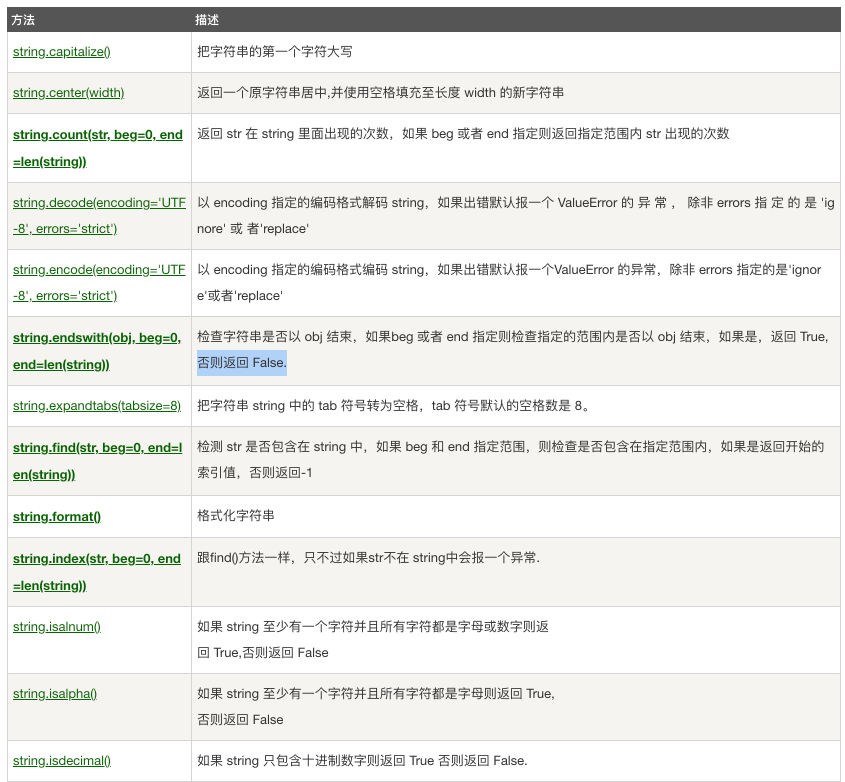 方法 描述
string.capitalize() 把字符串的第一个字符大写
string.center(width) 返回一个原字符串居中,并使用空格填充至长度 width 的新字符串
string.count(str, beg=0, end
=len(string)) 返回 str 在 string 里面出现的次数，如果 beg 或者 end 指定则返回指定范围内 str 出现的次数
string.decode(encoding='UTF
-8', errors='strict') 以 encoding 指定的编码格式解码 string，如果出错默认报一个 ValueError 的 异 常 ， 除非 errors 指 定 的 是 'ig
nore' 或 者'replace'
string.encode(encoding='UTF
-8', errors='strict') 以 encoding 指定的编码格式编码 string，如果出错默认报一个ValueError 的异常，除非 errors 指定的是'ignor
e'或者'replace'
string.endswith(obj, beg=0,
end=len(string)) 检查字符串是否以 obj 结束，如果beg 或者 end 指定则检查指定的范围内是否以 obj 结束，如果是，返回 True,
否则返回 False.
string.expandtabs(tabsize=8) 把字符串 string 中的 tab 符号转为空格，tab 符号默认的空格数是 8。
string.find(str, beg=0, end=l
en(string)) 检测 str 是否包含在 string 中，如果 beg 和 end 指定范围，则检查是否包含在指定范围内，如果是返回开始的
索引值，否则返回-1
string.format() 格式化字符串
string.index(str, beg=0, end
=len(string)) 跟find()方法一样，只不过如果str不在 string中会报一个异常.
string.isalnum() 如果 string 至少有一个字符并且所有字符都是字母或数字则返
回 True,否则返回 False
string.isalpha() 如果 string 至少有一个字符并且所有字符都是字母则返回 True,
否则返回 False
string.isdecimal() 如果 string 只包含十进制数字则返回 True 否则返回 False.